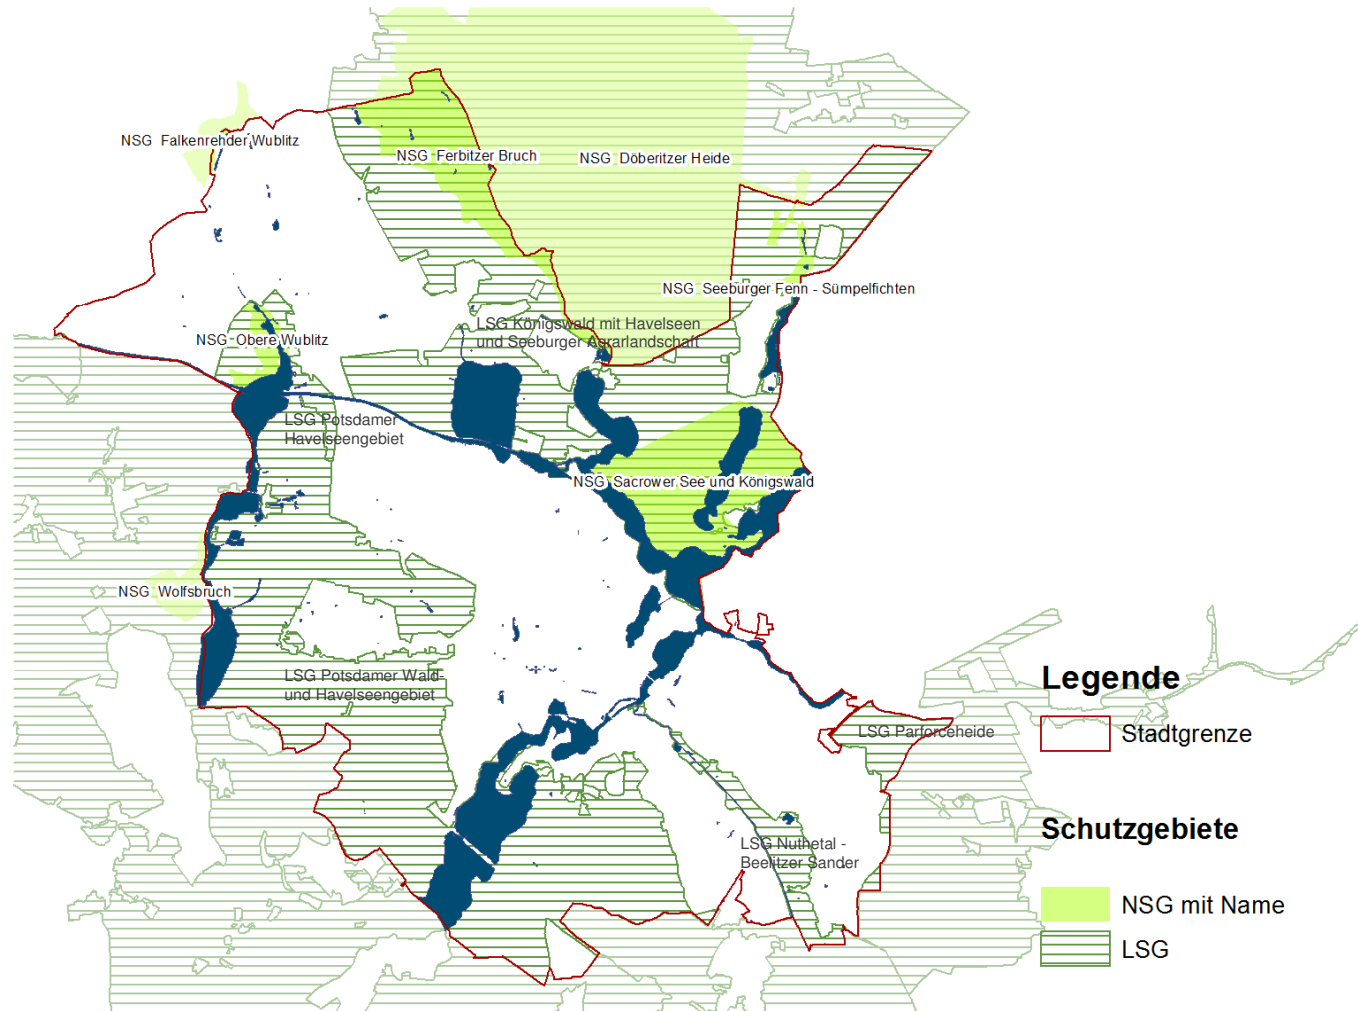 NSG Falkenrehder Wublitz
NSG Ferbitzer Bruch
NSG Döberitzer Heide
NSG Seeburger Fenn - Sümpelfichten
LSG Königswald mit Havelseen
und Seeburger Agrarlandschaft
NSG Obere Wublitz
LSG Potsdamer
Havelseengebiet
NSG Sacrower See und Königswald
NSG Wolfsbruch
LSG Potsdamer Wald-
und Havelseengebiet
LSG Parforceheide
LSG Nuthetal -
Beelitzer Sander
Legende
Stadtgrenze
Schutzgebiete
NSG mit Name
LSG